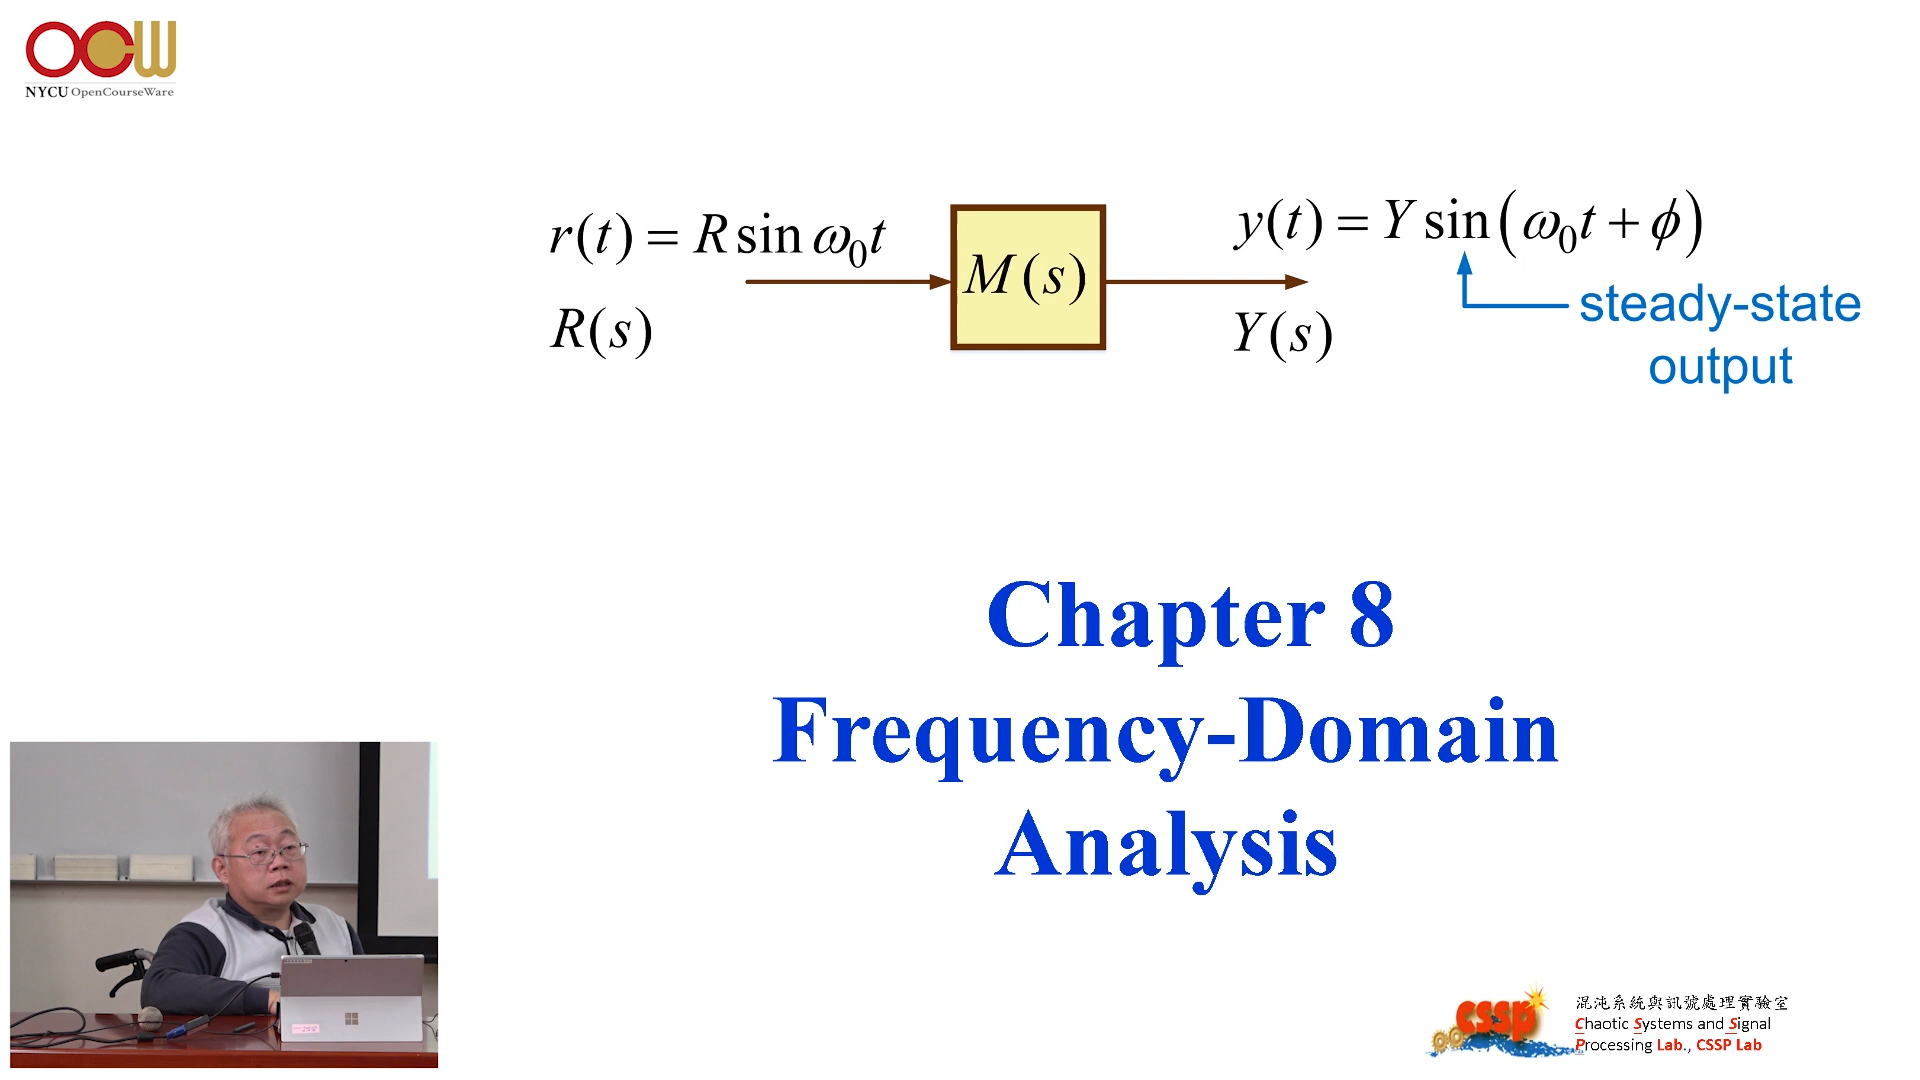 OCW
NYCU OpenCourseWare
r(t) = R sin ω₀t
R(s)
M(s)
y(t) = Y sin(ω₀t + ϕ)
Y(s)
steady-state
output
Chapter 8
Frequency-Domain
Analysis
cssp
混沌系統與訊號處理實驗室
Chaotic Systems and Signal
Processing Lab., CSSP Lab